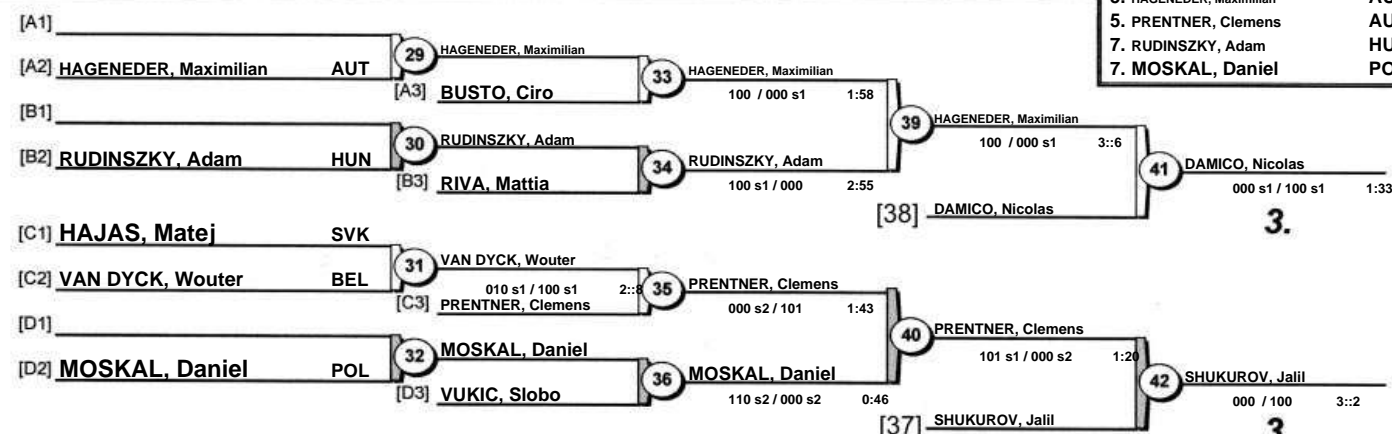 3. HAGENEDER, Maximilian AU
5. PRENTNER, Clemens AU
7. RUDINSZKY, Adam HU
7. MOSKAL, Daniel PO
[A1]
[A2] HAGENEDER, Maximilian AUT
29
HAGENEDER, Maximilian
[A3] BUSTO, Ciro
33
HAGENEDER, Maximilian
100 / 000 s1 1:58
[B1]
[B2] RUDINSZKY, Adam HUN
30
RUDINSZKY, Adam
[B3] RIVA, Mattia
34
RUDINSZKY, Adam
100 s1 / 000 2:55
39
HAGENEDER, Maximilian
100 / 000 s1 3::6
[38] DAMICO, Nicolas
41
DAMICO, Nicolas
000 s1 / 100 s1 1:33
3.
[C1] HAJAS, Matej SVK
[C2] VAN DYCK, Wouter BEL
31
VAN DYCK, Wouter
010 s1 / 100 s1 2::8
[C3] PRENTNER, Clemens
35
PRENTNER, Clemens
000 s2 / 101 1:43
[D1]
[D2] MOSKAL, Daniel POL
32
MOSKAL, Daniel
[D3] VUKIC, Slobo
36
MOSKAL, Daniel
110 s2 / 000 s2 0:46
40
PRENTNER, Clemens
101 s1 / 000 s2 1:20
[37] SHUKUROV, Jalil
42
SHUKUROV, Jalil
000 / 100 3::2
3